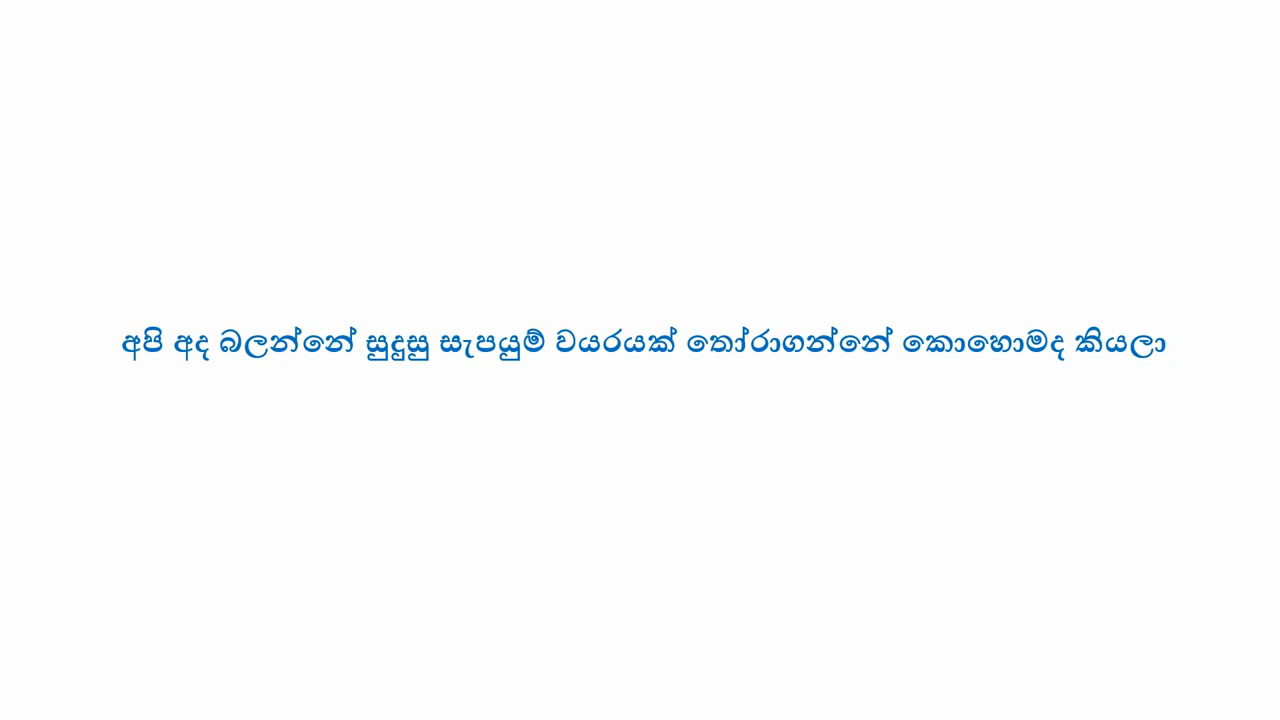 අපි අද බලන්නේ සුදුසු සැපයුම් වයරයක් තෝරාගන්නේ කොහොමද කියලා